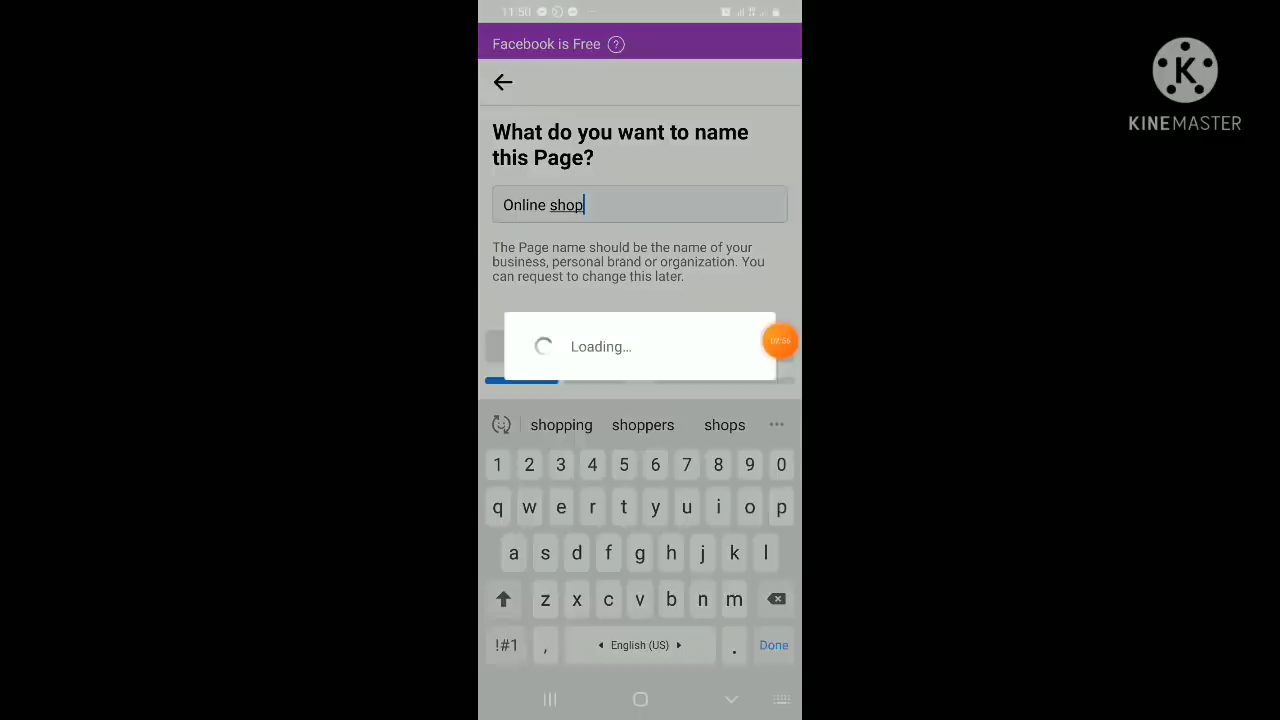 11:50
Facebook is Free ?
What do you want to name
this Page?
Online shop
The Page name should be the name of your
business, personal brand or organization. You
can request to change this later.
Loading...
shopping shoppers shops
1 2 3 4 5 6 7 8 9 0
q w e r t y u i o p
a s d f g h j k l
z x c v b n m
!#1 , English (US) . Done
K
KINEMASTER